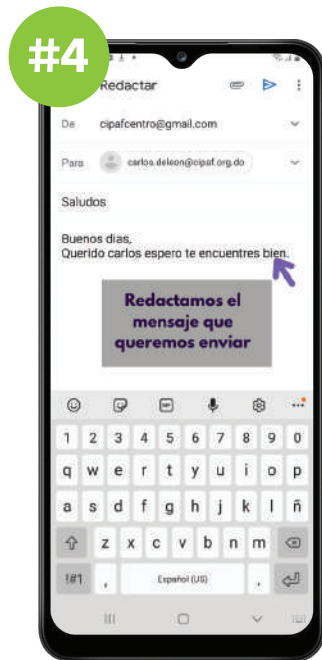 #4
Redactar
De cipafcentro@gmail.com
Para carlos.deleon@cipaf.org.do
Saludos
Buenos dias,
Querido carlos espero te encuentres bien.
Redactamos el
mensaje que
queremos enviar
GIF
1 2 3 4 5 6 7 8 9 0
q w e r t y u i o p
a s d f g h j k l ñ
z x c v b n m
!#1 , Español (US) .